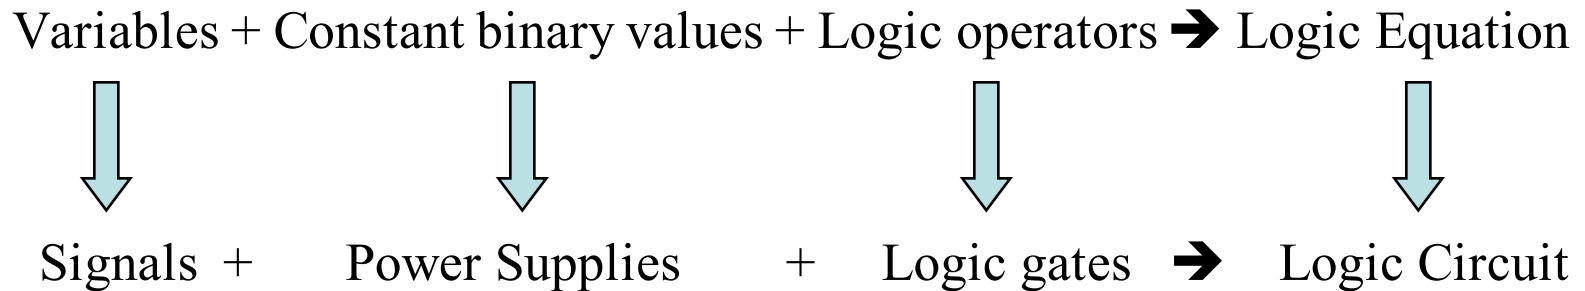 Variables + Constant binary values + Logic operators ➔ Logic Equation
Signals + Power Supplies + Logic gates ➔ Logic Circuit